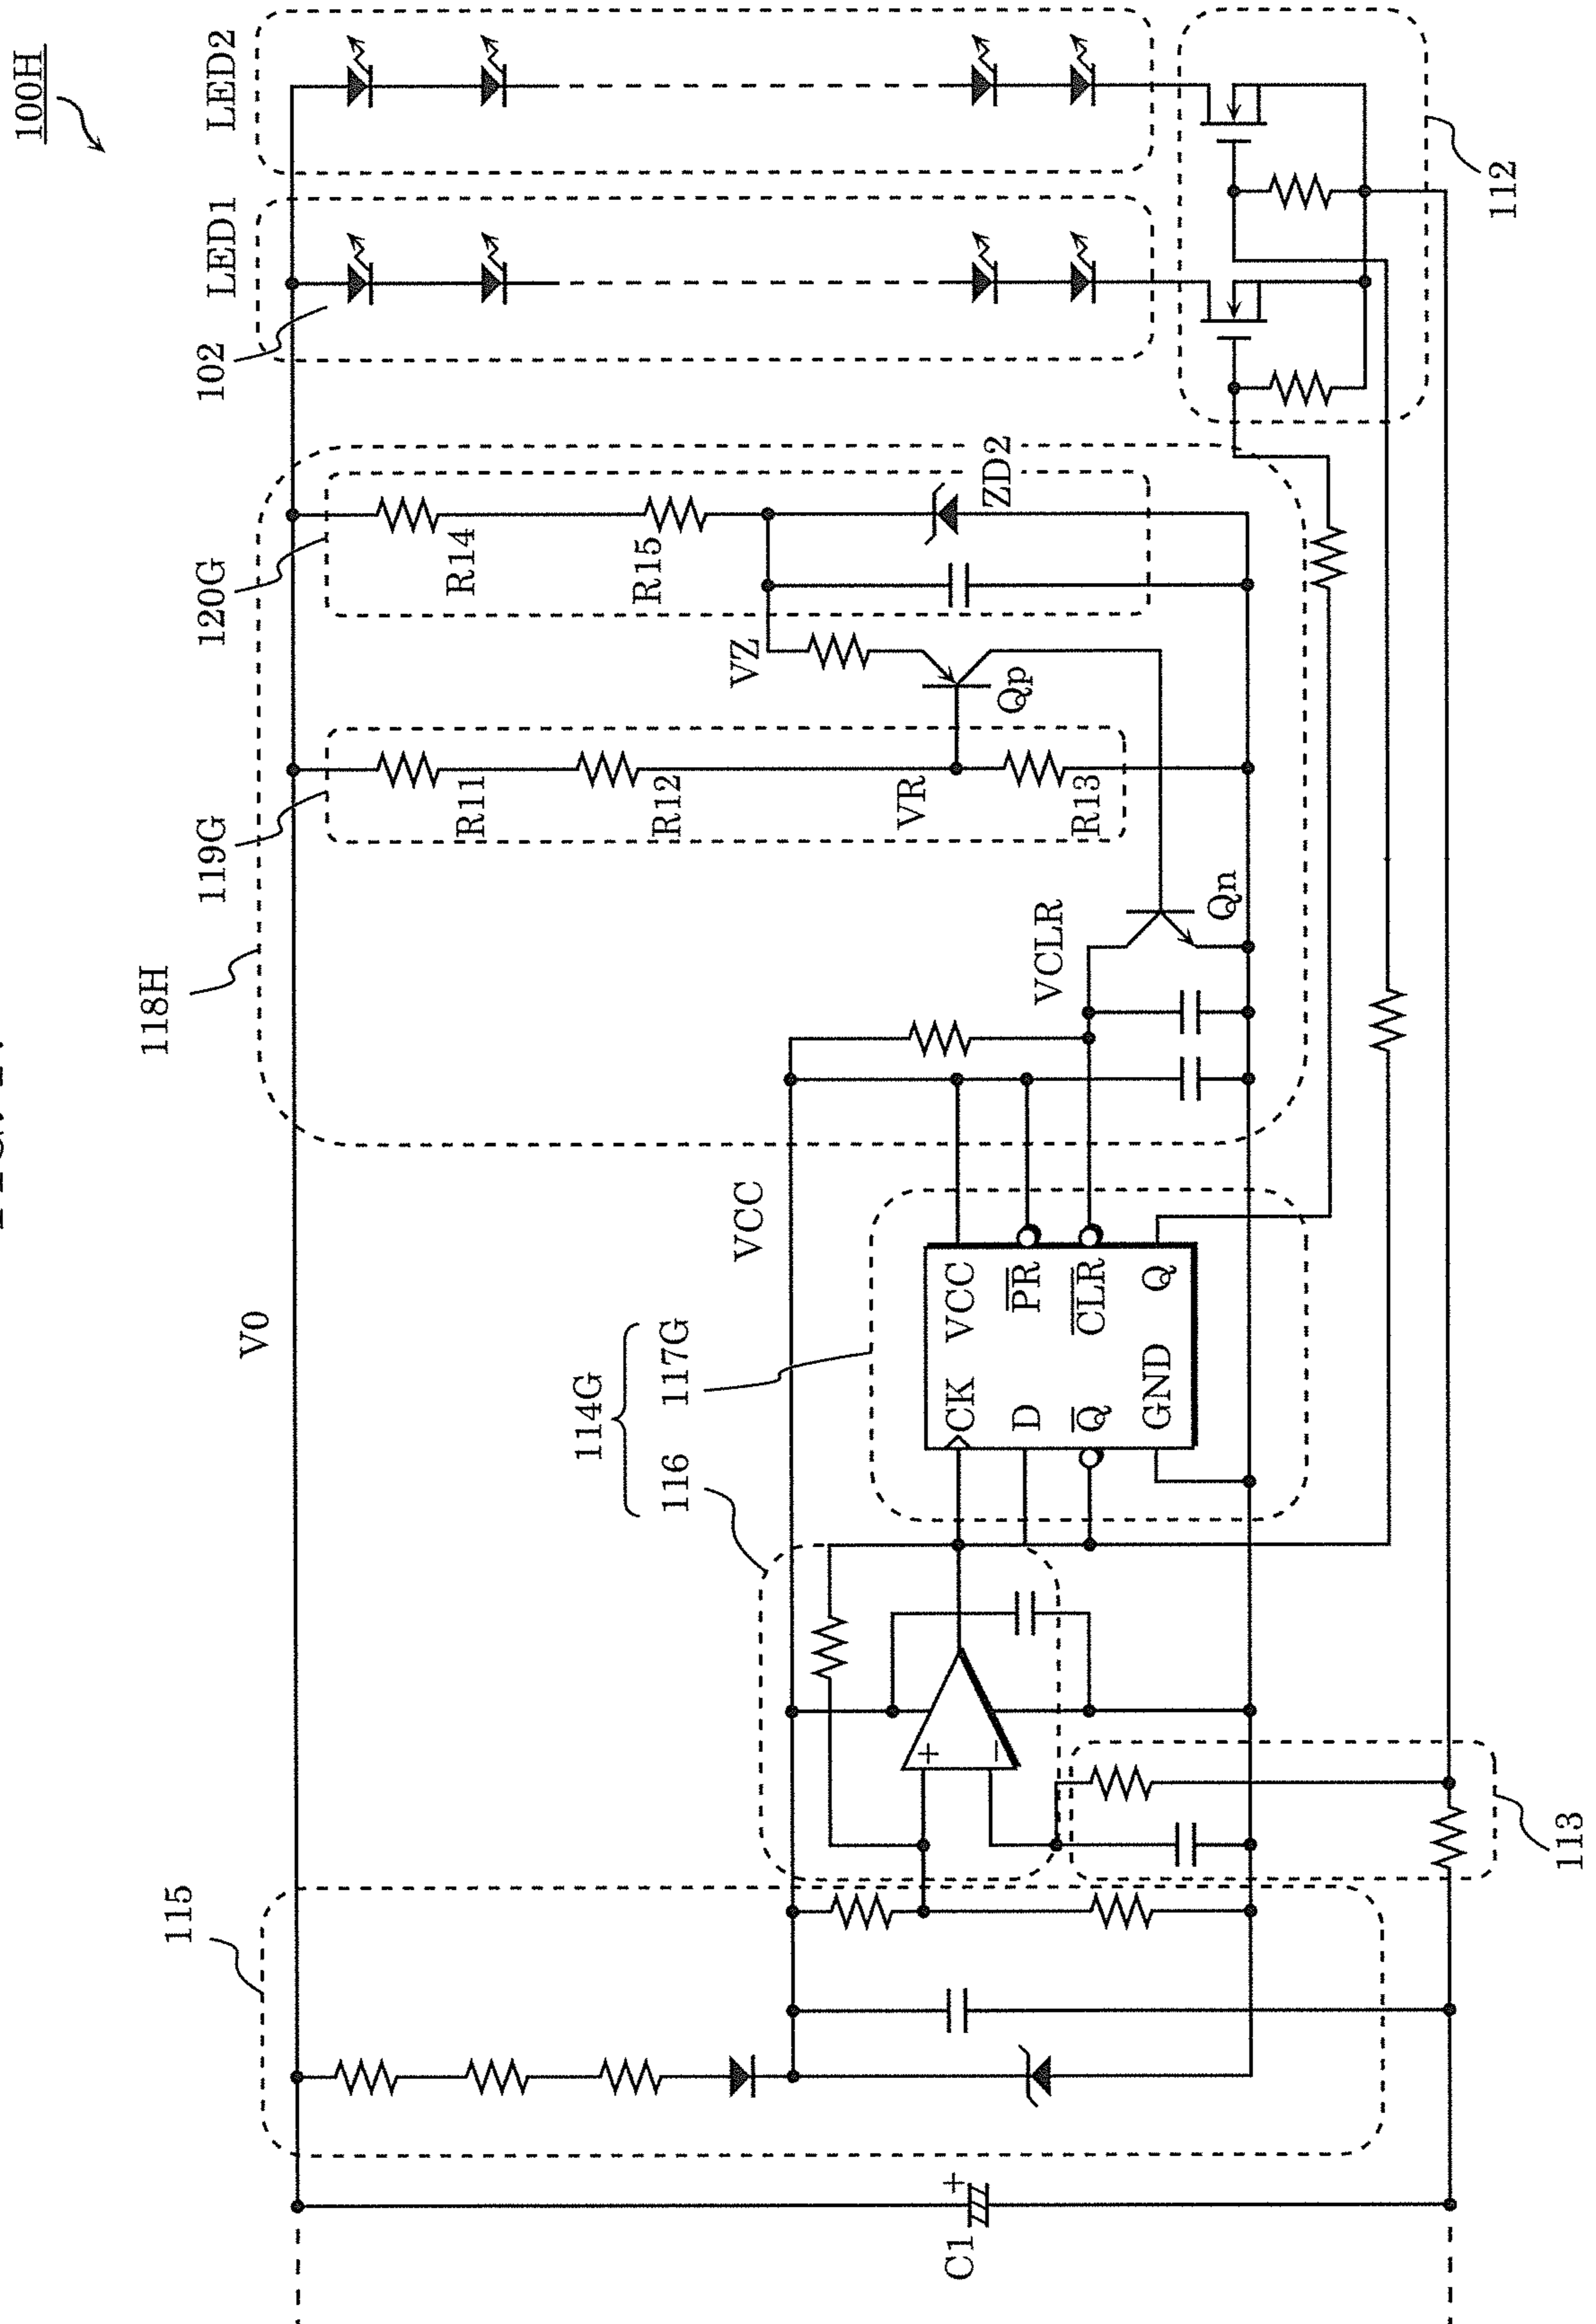 100H
LED2
LED1
102
112
120G
R14
R15
ZD2
VZ
Qp
119G
R11
R12
VR
R13
118H
VCLR
Qn
VCC
V0
114G
117G
116
VCC
PR
CLR
Q
CK
D
Q
GND
+
−
115
113
+
C1